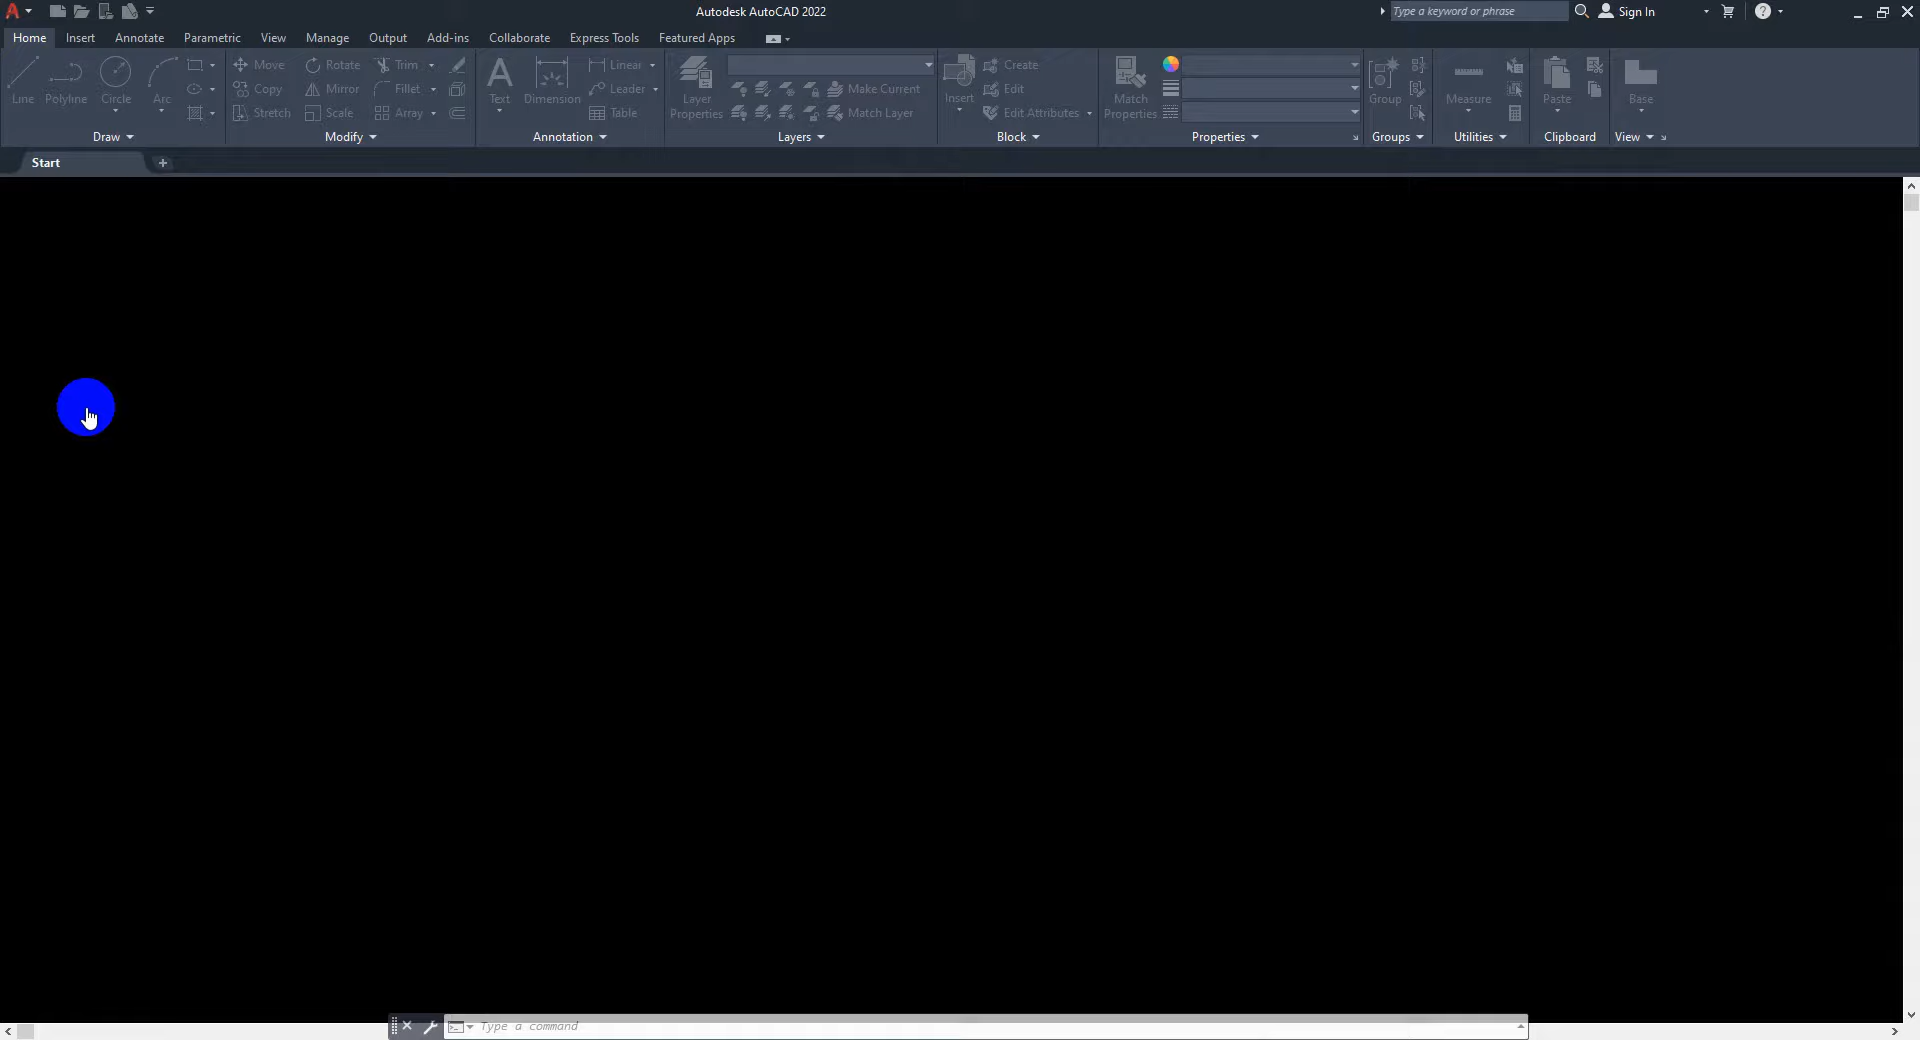 Autodesk AutoCAD 2022
Type a keyword or phrase
Sign In
Home Insert Annotate Parametric View Manage Output Add-ins Collaborate Express Tools Featured Apps
Line
Polyline
Circle
Arc
Draw
Move
Rotate
Trim
Copy
Mirror
Fillet
Stretch
Scale
Array
Modify
Text
Dimension
Linear
Leader
Table
Annotation
Layer
Properties
Make Current
Match Layer
Layers
Insert
Create
Edit
Edit Attributes
Block
Match
Properties
Properties
Group
Groups
Measure
Utilities
Paste
Clipboard
Base
View
Start
Type a command